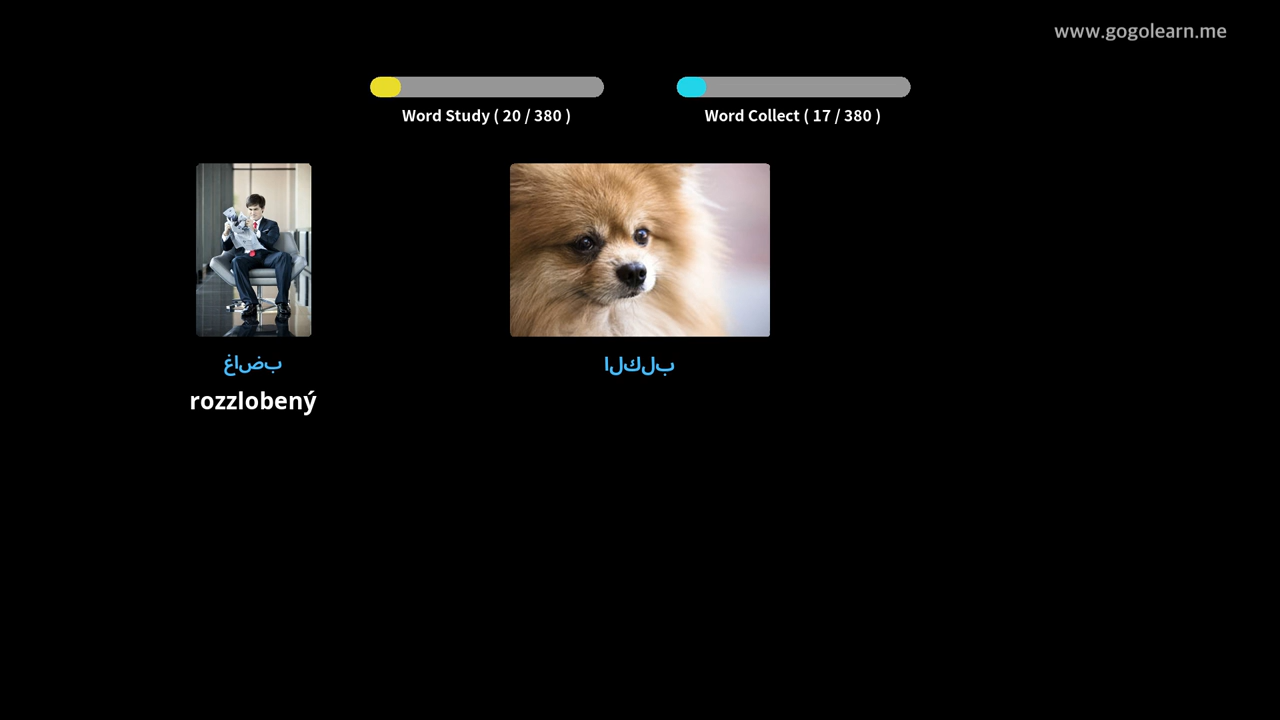 www.gogolearn.me
Word Study ( 20 / 380 )
Word Collect ( 17 / 380 )
غاضب
rozzlobený
الكلب